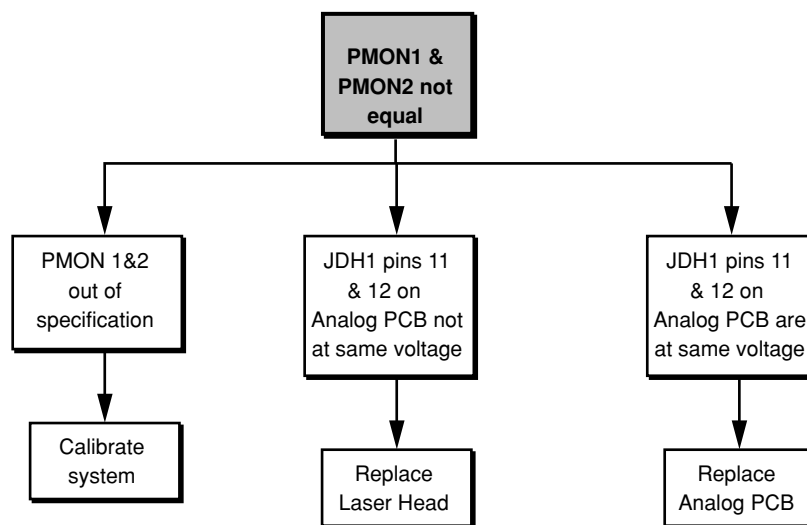 PMON1 &
PMON2 not
equal
PMON 1&2
out of
specification
JDH1 pins 11
& 12 on
Analog PCB not
at same voltage
JDH1 pins 11
& 12 on
Analog PCB are
at same voltage
Calibrate
system
Replace
Laser Head
Replace
Analog PCB